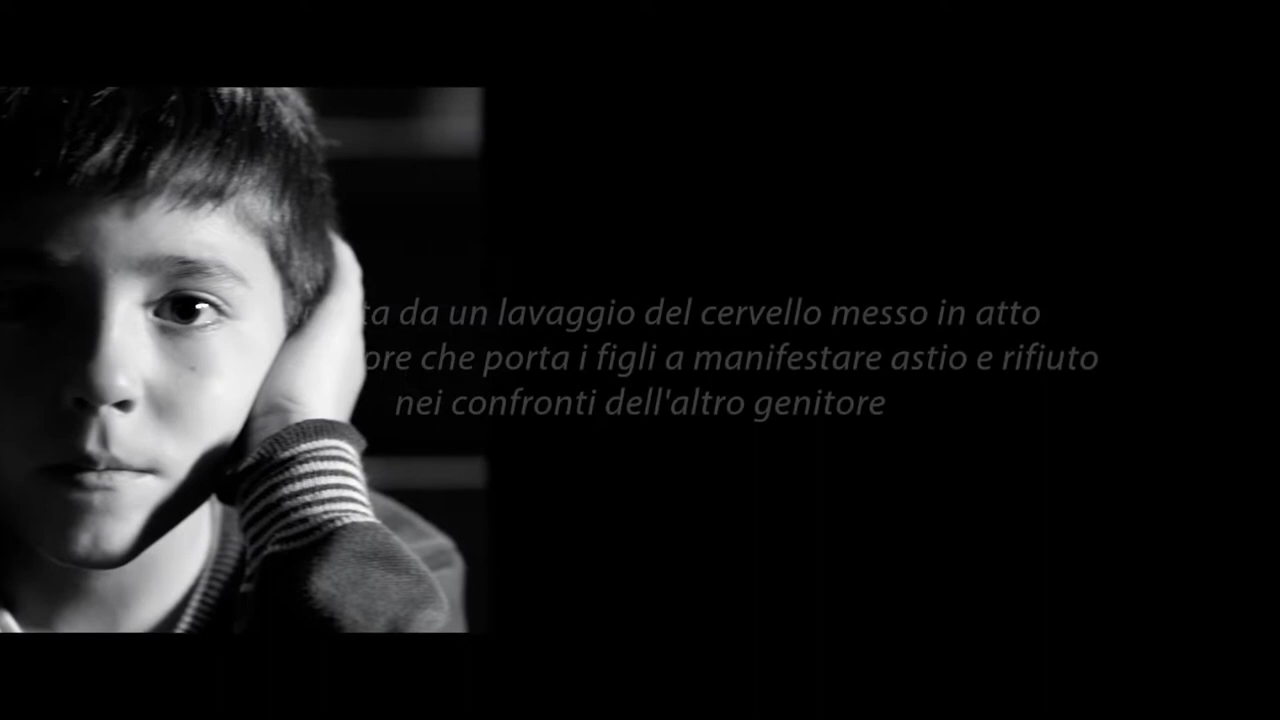 da un lavaggio del cervello messo in atto
che porta i figli a manifestare astio e rifiuto
nei confronti dell'altro genitore